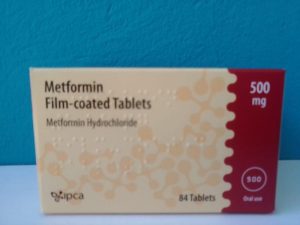 Metformin
Film-coated Tablets
Metformin Hydrochloride
500
mg
500
ipca
84 Tablets
Oral use